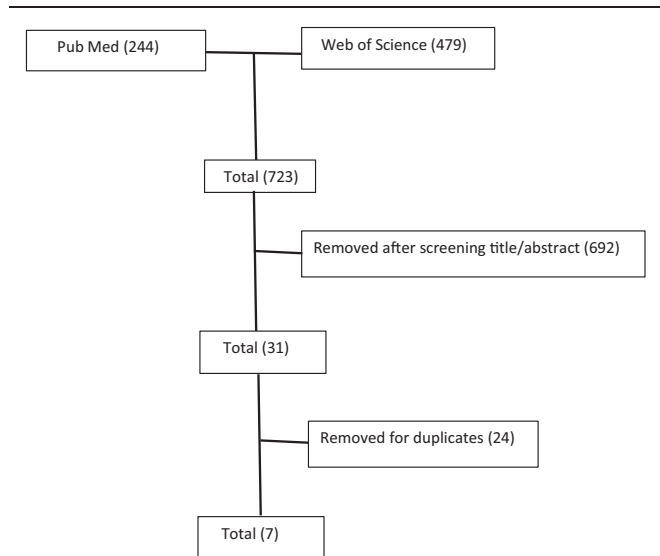 Pub Med (244)
Web of Science (479)
Total (723)
Removed after screening title/abstract (692)
Total (31)
Removed for duplicates (24)
Total (7)